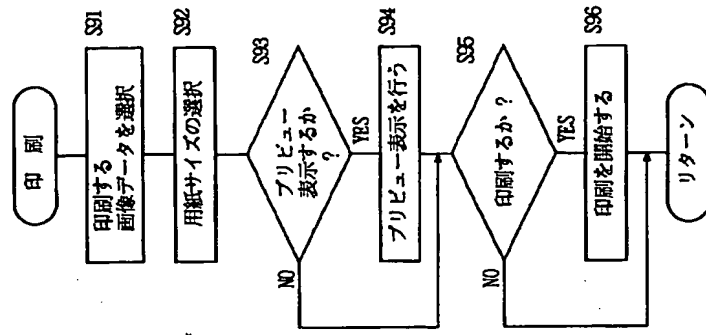 印 刷
S91
印刷する
画像データを選択
S92
用紙サイズの選択
S93
プリビュー
表示するか
?
YES
NO
S94
プリビュー表示を行う
S95
印刷するか ?
YES
NO
S96
印刷を開始する
リターン